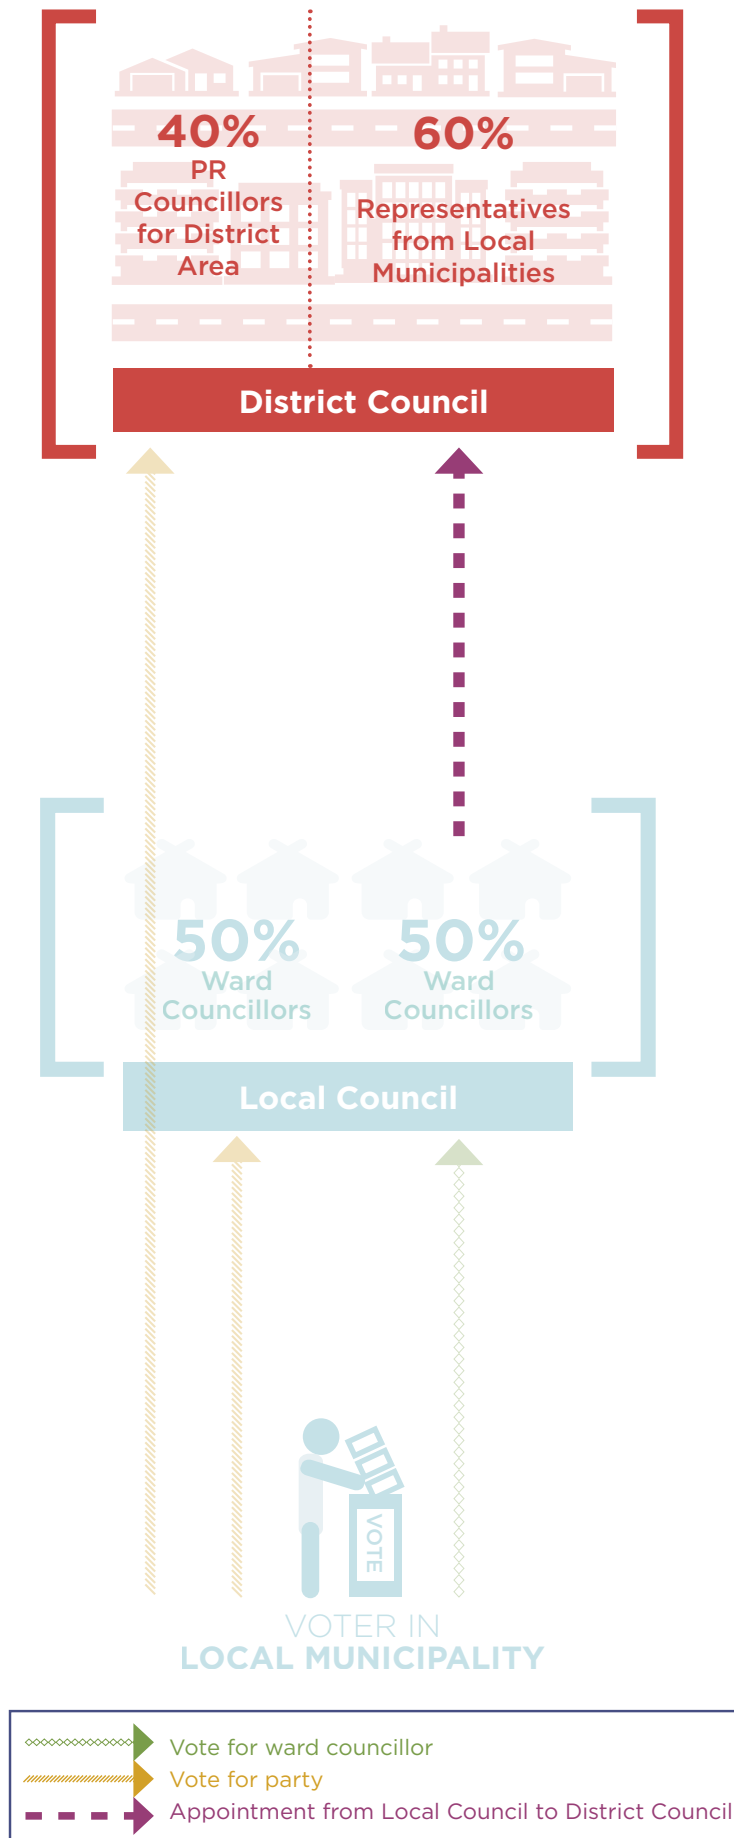 40%
PR
Councillors
for District
Area
60%
Representatives
from Local
Municipalities
District Council
50%
Ward
Councillors
50%
Ward
Councillors
Local Council
VOTE
VOTER IN
LOCAL MUNICIPALITY
Vote for ward councillor
Vote for party
Appointment from Local Council to District Council